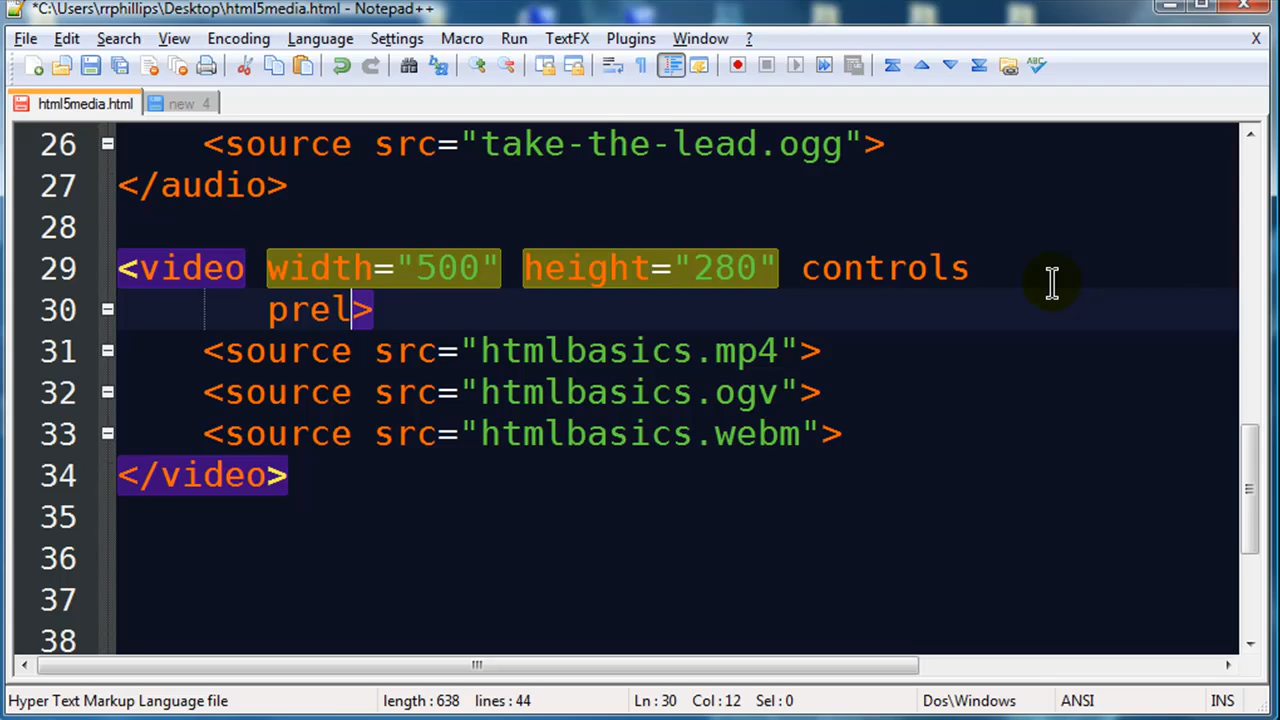 *C:\Users\rrphillips\Desktop\html5media.html - Notepad++
File Edit Search View Encoding Language Settings Macro Run TextFX Plugins Window ? X
html5media.html new 4
26 <source src="take-the-lead.ogg">
27 </audio>
28
29 <video width="500" height="280" controls
30 prel>
31 <source src="htmlbasics.mp4">
32 <source src="htmlbasics.ogv">
33 <source src="htmlbasics.webm">
34 </video>
35
36
37
38
Hyper Text Markup Language file length : 638 lines : 44 Ln : 30 Col : 12 Sel : 0 Dos\Windows ANSI INS